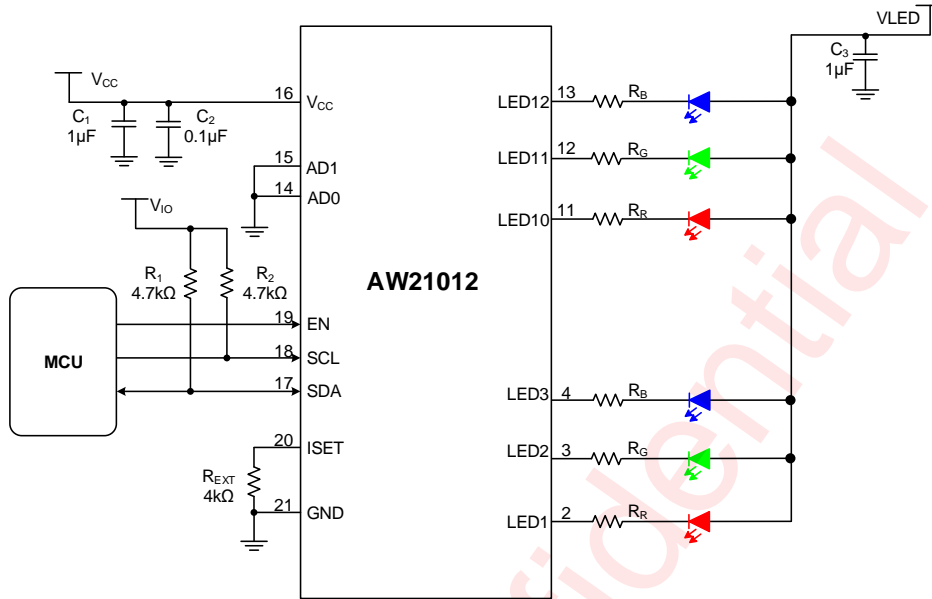 VLED
C3
1µF
VCC
C1
1µF
C2
0.1µF
16
VCC
15
AD1
14
AD0
VIO
R1
4.7kΩ
R2
4.7kΩ
AW21012
MCU
19
EN
18
SCL
17
SDA
20
ISET
REXT
4kΩ
21
GND
LED12
13
RB
LED11
12
RG
LED10
11
RR
LED3
4
RB
LED2
3
RG
LED1
2
RR
fidential